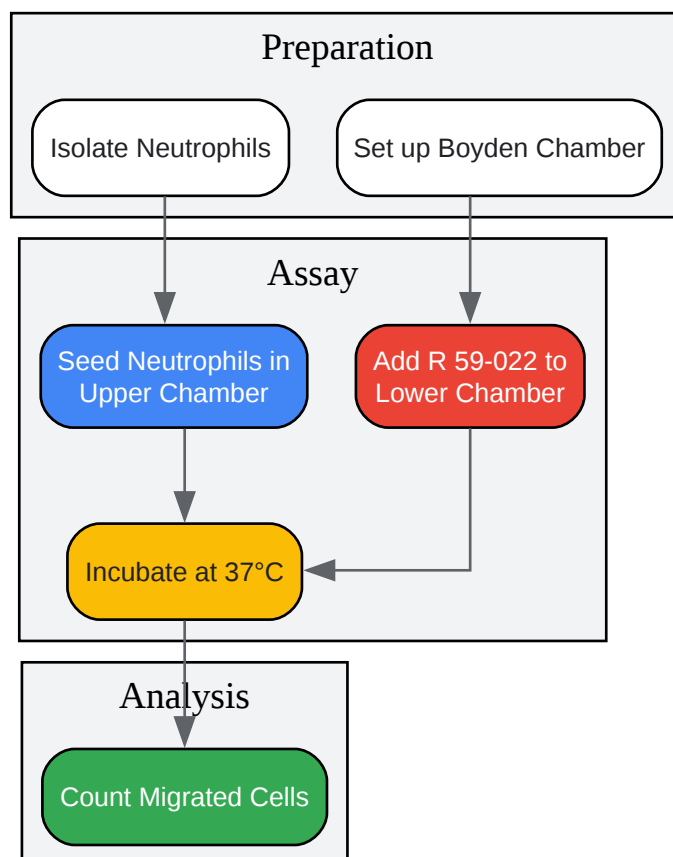 Preparation
Isolate Neutrophils
Set up Boyden Chamber
Assay
Seed Neutrophils in
Upper Chamber
Add R 59-022 to
Lower Chamber
Incubate at 37°C
Analysis
Count Migrated Cells